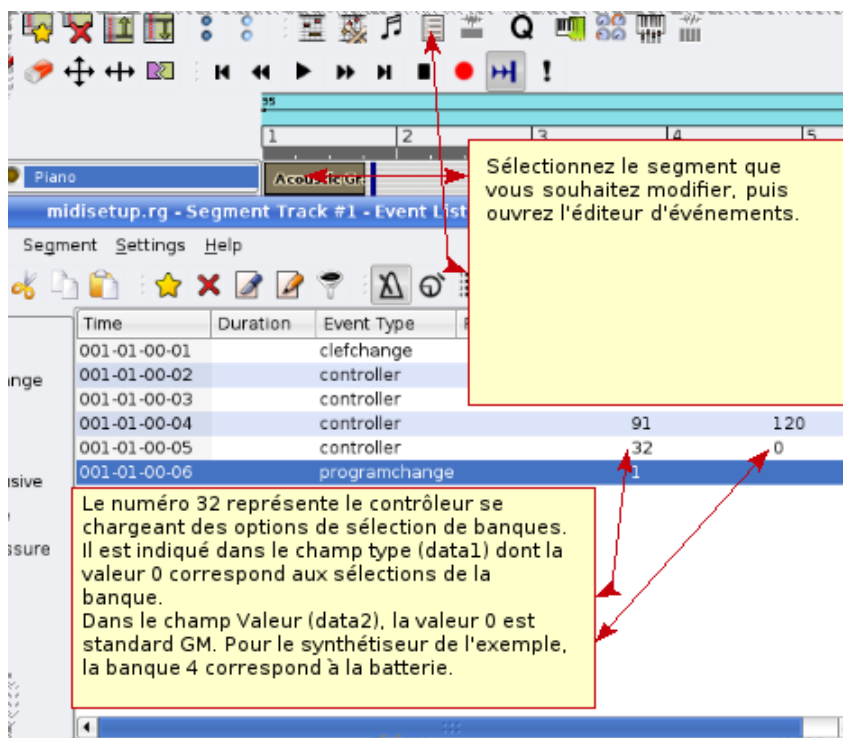 Q
!
95
1 2 3 4 5
Piano
Acoustic Gr
Sélectionnez le segment que
vous souhaitez modifier, puis
ouvrez l'éditeur d'événements.
midisetup.rg - Segment Track #1 - Event List
Segment Settings Help
Time Duration Event Type
001-01-00-01 clefchange
001-01-00-02 controller
001-01-00-03 controller
001-01-00-04 controller 91 120
001-01-00-05 controller 32 0
001-01-00-06 programchange 1
Le numéro 32 représente le contrôleur se
chargeant des options de sélection de banques.
Il est indiqué dans le champ type (data1) dont la
valeur 0 correspond aux sélections de la
banque.
Dans le champ Valeur (data2), la valeur 0 est
standard GM. Pour le synthétiseur de l'exemple,
la banque 4 correspond à la batterie.